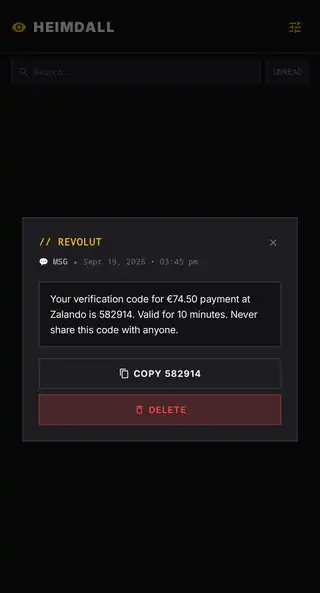 HEIMDALL
Search...
UNREAD
// REVOLUT
MSG • Sept 19, 2026 • 03:45 pm
Your verification code for €74.50 payment at
Zalando is 582914. Valid for 10 minutes. Never
share this code with anyone.
COPY 582914
DELETE